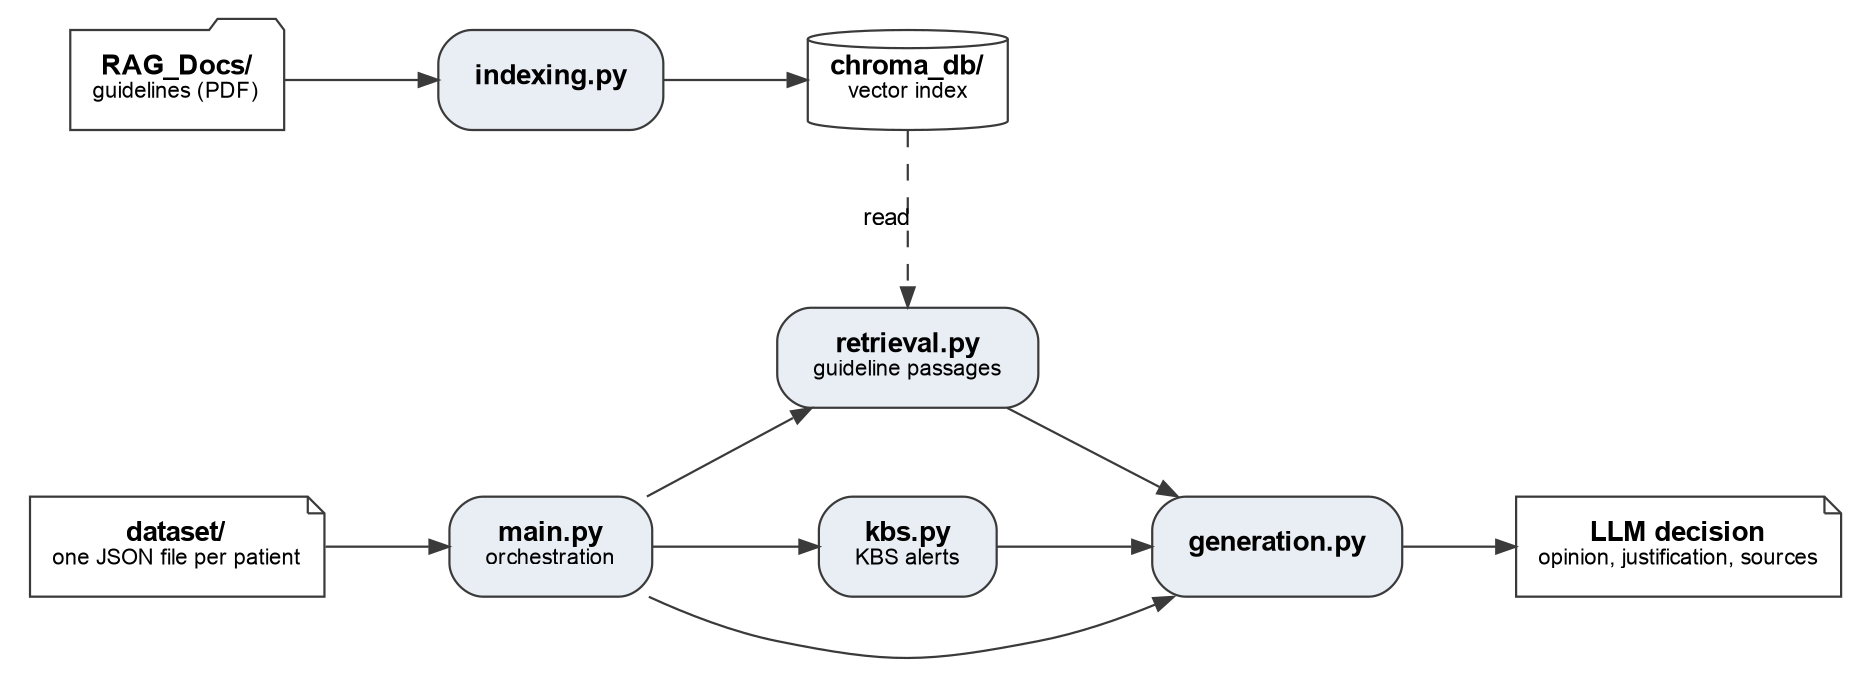 RAG_Docs/
guidelines (PDF)
indexing.py
chroma_db/
vector index
read
retrieval.py
guideline passages
dataset/
one JSON file per patient
main.py
orchestration
kbs.py
KBS alerts
generation.py
LLM decision
opinion, justification, sources